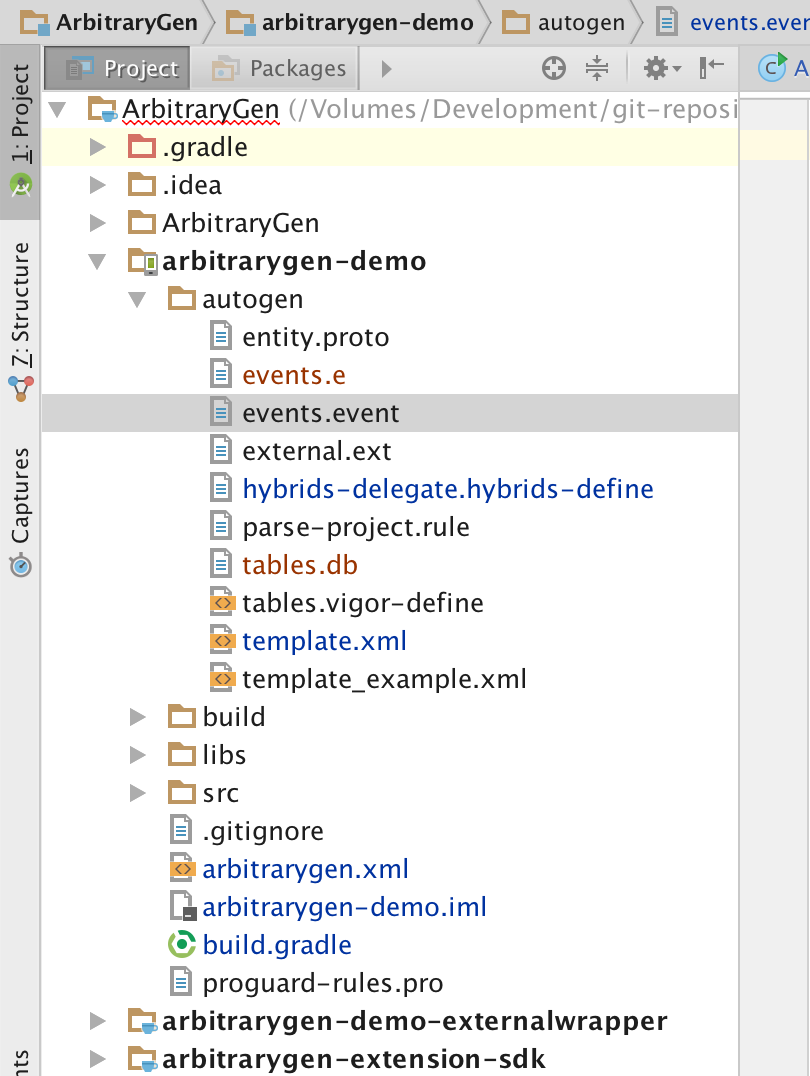 ArbitraryGen arbitrarygen-demo autogen events.even
1: Project
7: Structure
Captures
nts
Project Packages
ArbitraryGen (/Volumes/Development/git-reposi
.gradle
.idea
ArbitraryGen
arbitrarygen-demo
autogen
entity.proto
events.e
events.event
external.ext
hybrids-delegate.hybrids-define
parse-project.rule
tables.db
tables.vigor-define
template.xml
template_example.xml
build
libs
src
.gitignore
arbitrarygen.xml
arbitrarygen-demo.iml
build.gradle
proguard-rules.pro
arbitrarygen-demo-externalwrapper
arbitrarygen-extension-sdk
C A